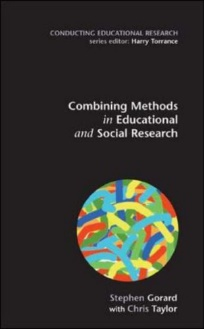 CONDUCTING EDUCATIONAL RESEARCH
series editor: Harry Torrance
Combining Methods
in Educational
and Social Research
Stephen Gorard
with Chris Taylor